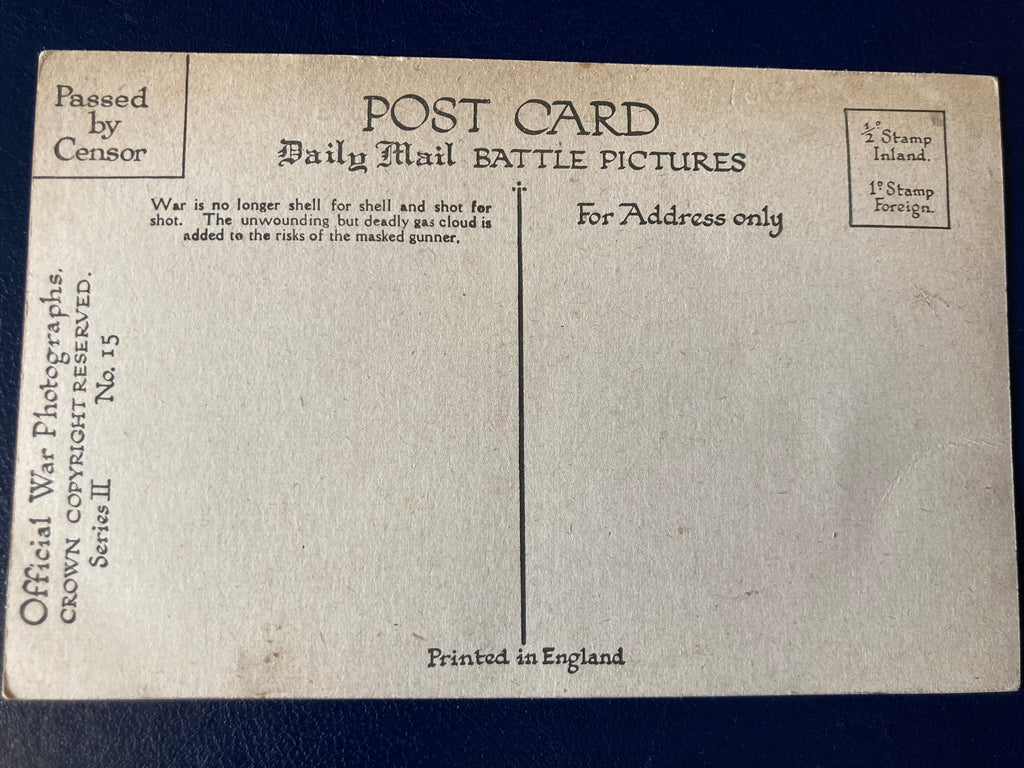 Passed
by
Censor
POST CARD
Daily Mail BATTLE PICTURES
½ᴰ Stamp
Inland.
1ᴰ Stamp
Foreign.
War is no longer shell for shell and shot for
shot. The unwounding but deadly gas cloud is
added to the risks of the masked gunner.
For Address only
Official War Photographs.
CROWN COPYRIGHT RESERVED.
Series II No. 15
Printed in England